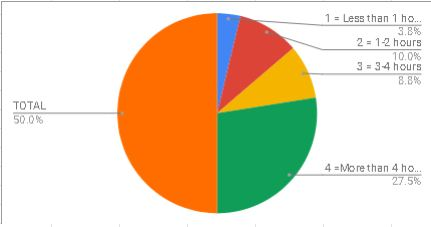 1 = Less than 1 ho...
3.8%
2 = 1-2 hours
10.0%
3 = 3-4 hours
8.8%
TOTAL
50.0%
4 =More than 4 ho...
27.5%